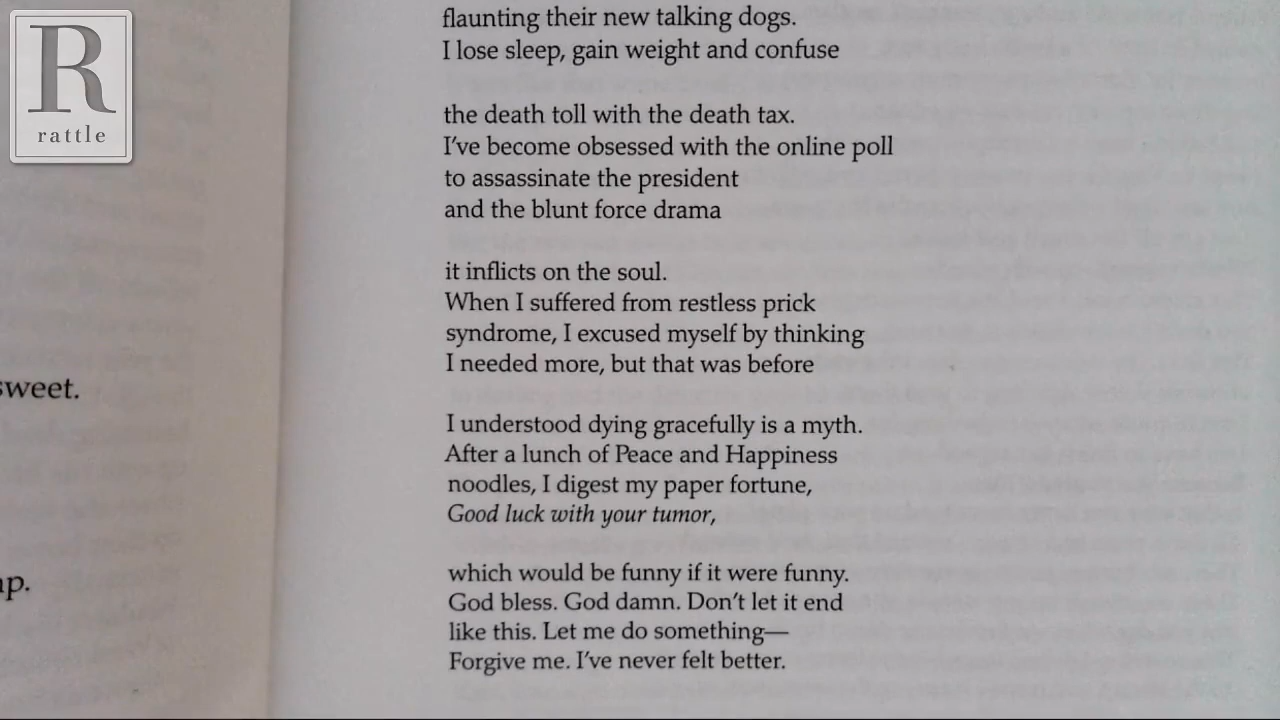 R
rattle
sweet.
flaunting their new talking dogs.
I lose sleep, gain weight and confuse
the death toll with the death tax.
I've become obsessed with the online poll
to assassinate the president
and the blunt force drama
it inflicts on the soul.
When I suffered from restless prick
syndrome, I excused myself by thinking
I needed more, but that was before
I understood dying gracefully is a myth.
After a lunch of Peace and Happiness
noodles, I digest my paper fortune,
Good luck with your tumor,
which would be funny if it were funny.
God bless. God damn. Don't let it end
like this. Let me do something—
Forgive me. I've never felt better.